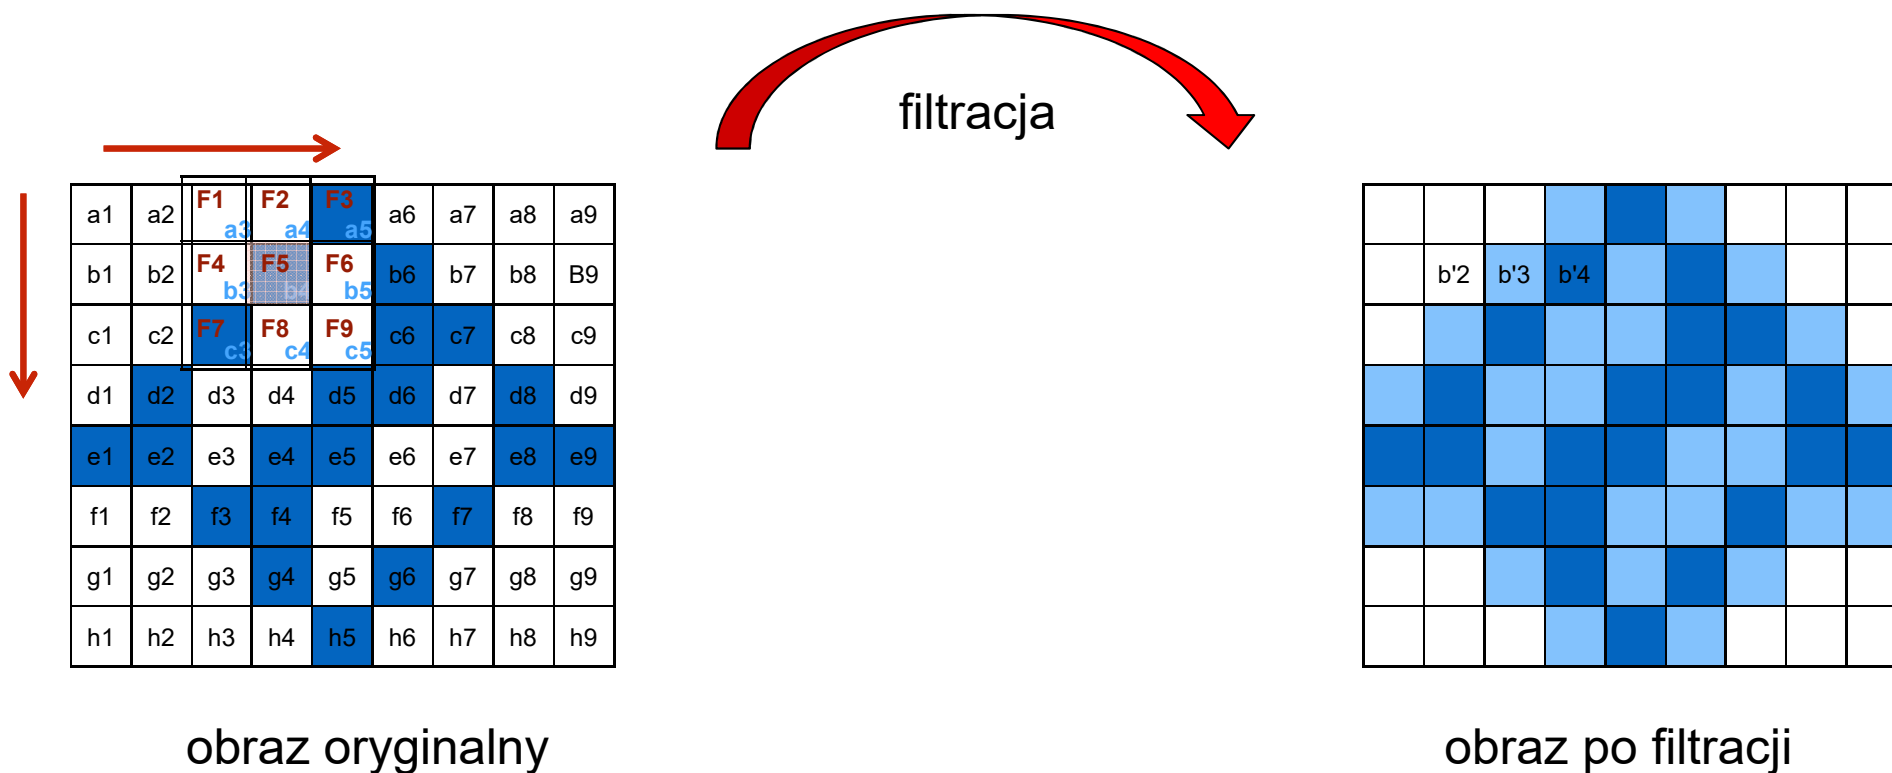 filtracja
F1 F2 F3
a1 a2 a3 a4 a5 a6 a7 a8 a9
F4 F5 F6
b1 b2 b3 b4 b5 b6 b7 b8 B9
F7 F8 F9
c1 c2 c3 c4 c5 c6 c7 c8 c9
d1 d2 d3 d4 d5 d6 d7 d8 d9
e1 e2 e3 e4 e5 e6 e7 e8 e9
f1 f2 f3 f4 f5 f6 f7 f8 f9
g1 g2 g3 g4 g5 g6 g7 g8 g9
h1 h2 h3 h4 h5 h6 h7 h8 h9
obraz oryginalny
b'2 b'3 b'4
obraz po filtracji